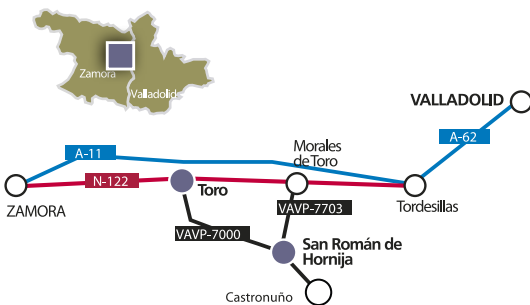 Zamora
Valladolid
VALLADOLID
A-62
A-11
Morales
de Toro
N-122
Toro
ZAMORA
Tordesillas
VAVP-7703
VAVP-7000
San Román de
Hornija
Castronuño